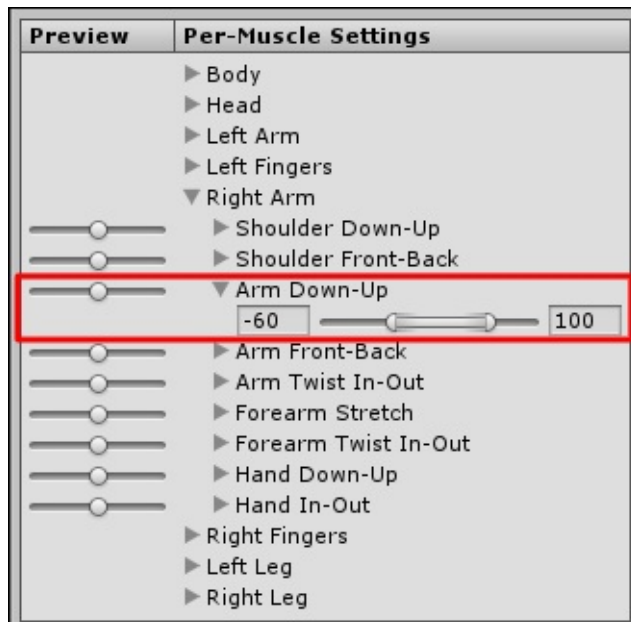 Preview Per-Muscle Settings
Body
Head
Left Arm
Left Fingers
Right Arm
Shoulder Down-Up
Shoulder Front-Back
Arm Down-Up
-60 100
Arm Front-Back
Arm Twist In-Out
Forearm Stretch
Forearm Twist In-Out
Hand Down-Up
Hand In-Out
Right Fingers
Left Leg
Right Leg